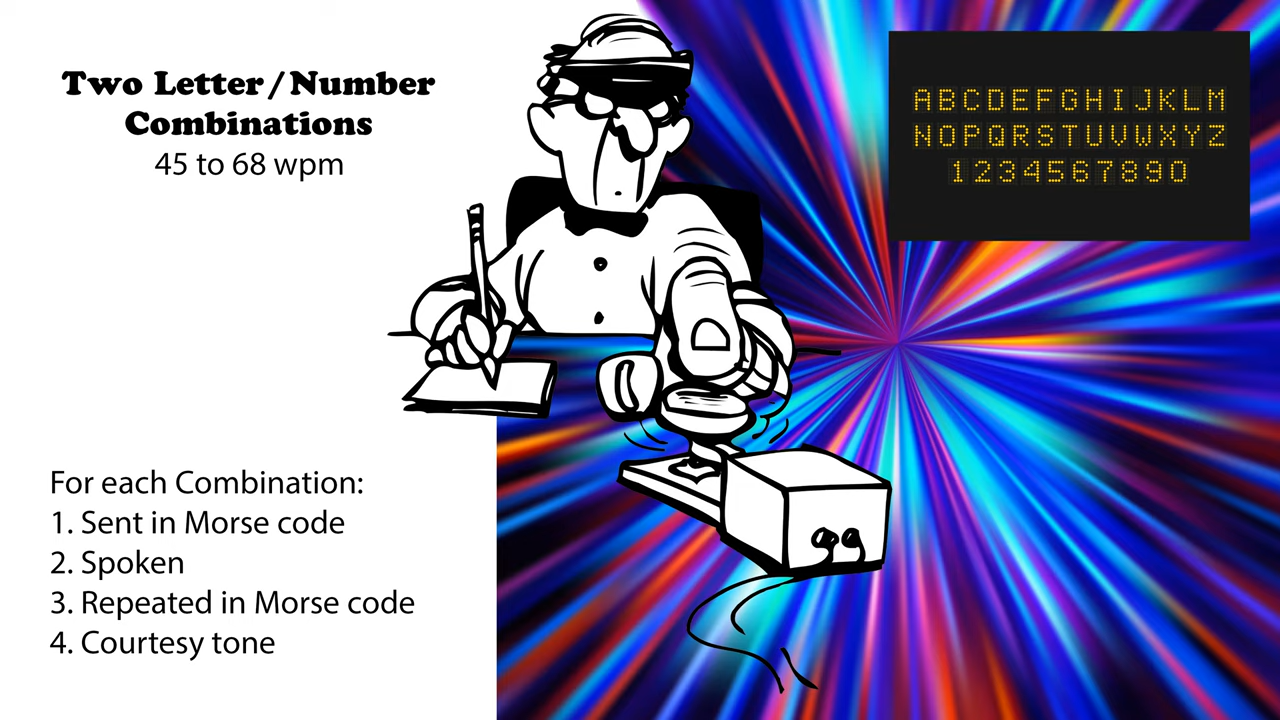 Two Letter/Number
Combinations
45 to 68 wpm
ABCDEFGHIJKLM
NOPQRSTUVWXYZ
1234567890
For each Combination:
1. Sent in Morse code
2. Spoken
3. Repeated in Morse code
4. Courtesy tone